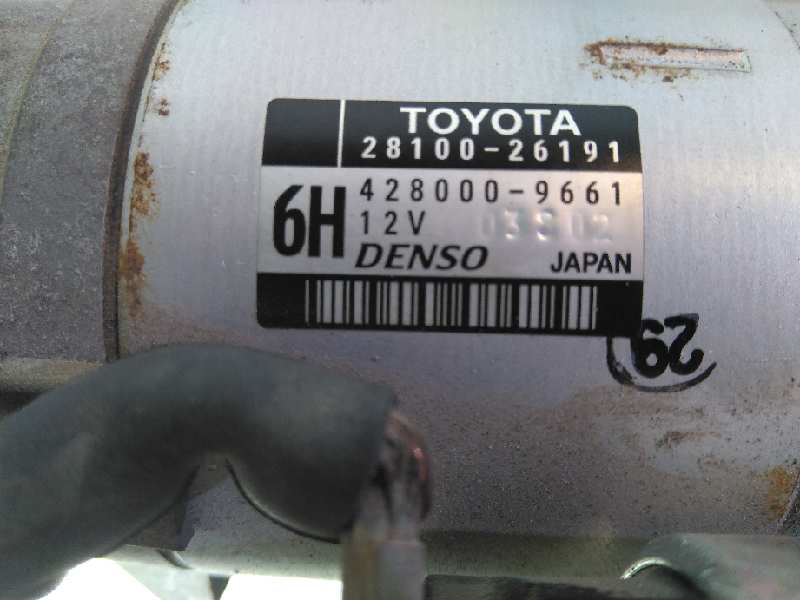 TOYOTA
28100-26191
6H
428000-9661
12V
DENSO JAPAN
29